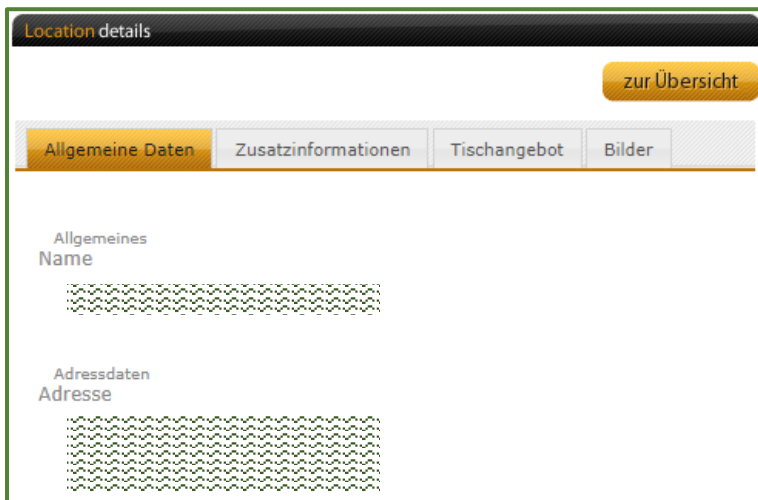 Location details
zur Übersicht
Allgemeine Daten Zusatzinformationen Tischangebot Bilder
Allgemeines
Name
Adressdaten
Adresse